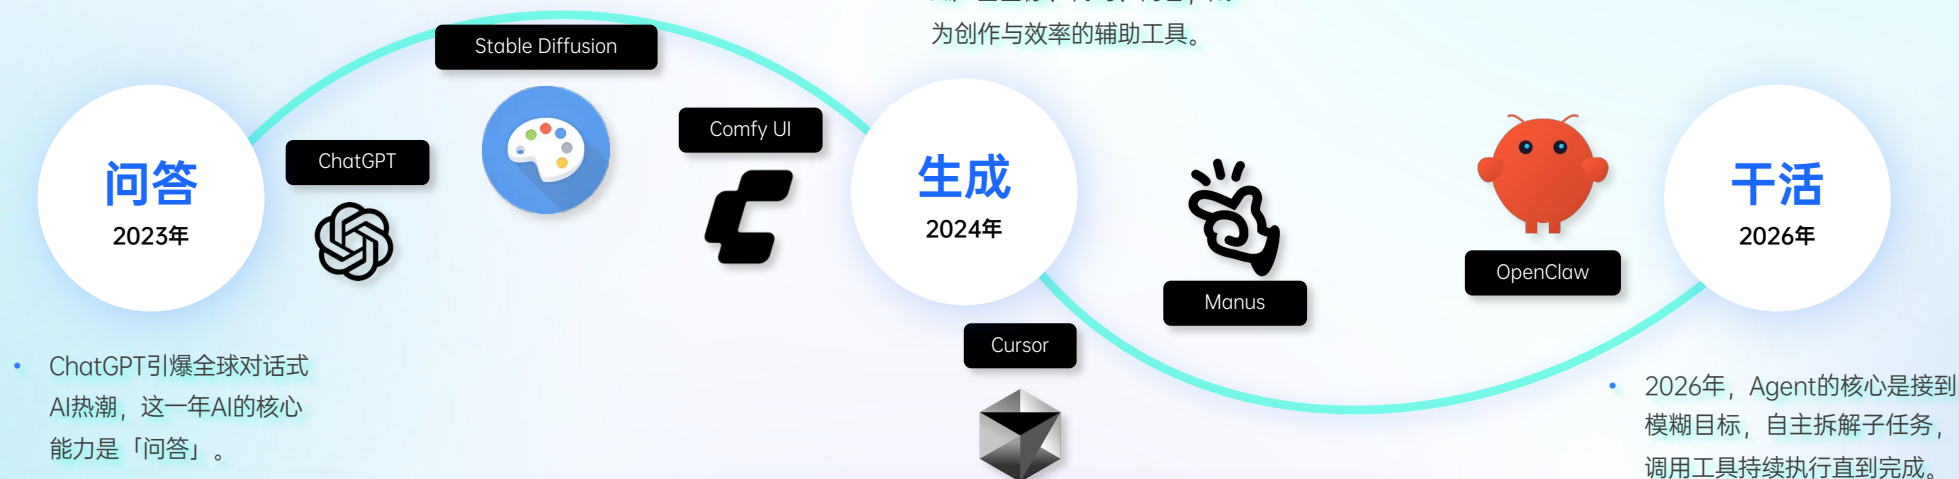 为创作与效率的辅助工具。
Stable Diffusion
Comfy UI
ChatGPT
问答
2023年
生成
2024年
干活
2026年
OpenClaw
Manus
Cursor
• ChatGPT引爆全球对话式
AI热潮，这一年AI的核心
能力是「问答」。
• 2026年，Agent的核心是接到
模糊目标，自主拆解子任务，
调用工具持续执行直到完成。